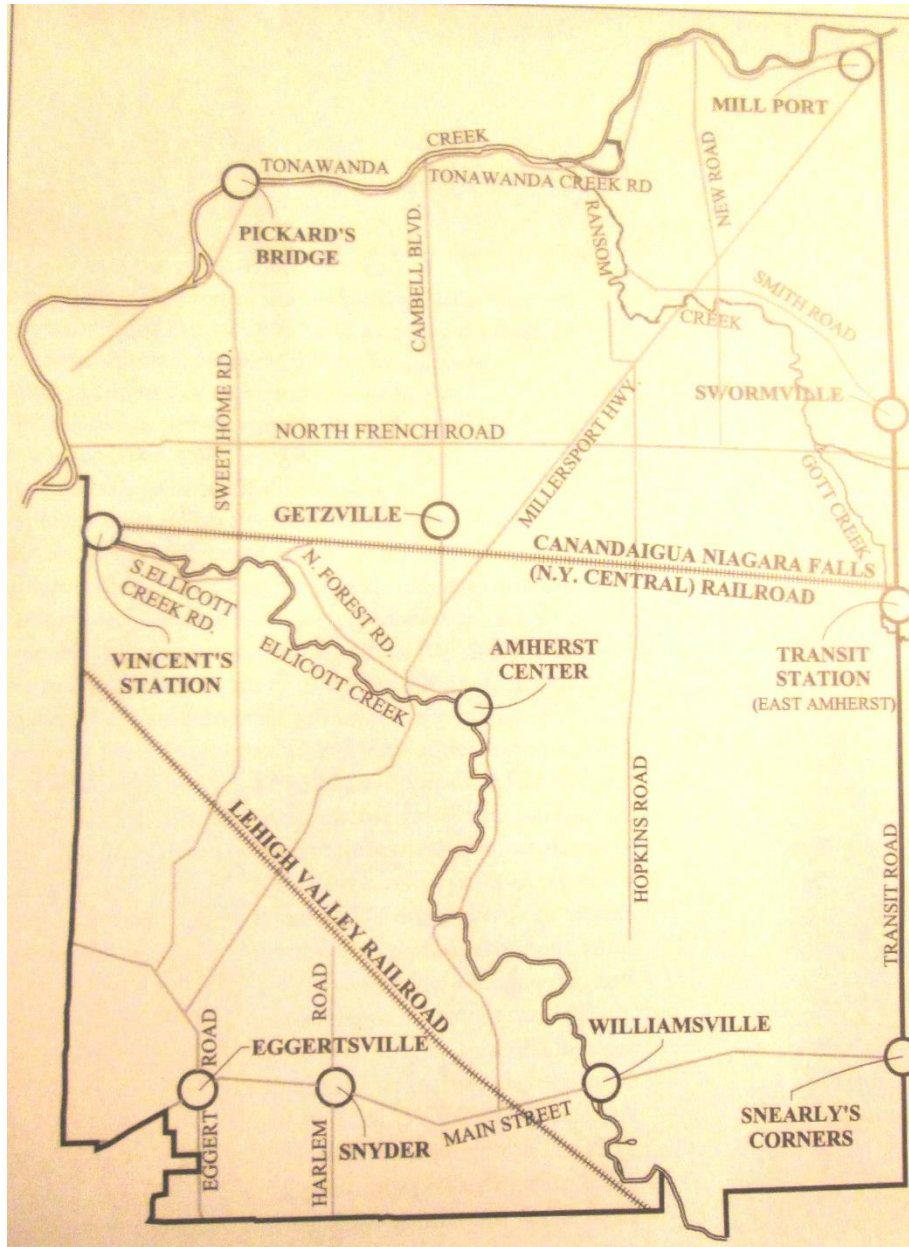 MILL PORT
CREEK
TONAWANDA
TONAWANDA CREEK RD
PICKARD'S
BRIDGE
CAMBELL BLVD.
RANSOM
NEW ROAD
SMITH ROAD
CREEK
SWORMVILLE
SWEET HOME RD.
NORTH FRENCH ROAD
MILLERSPORT HWY.
GOTT CREEK
GETZVILLE
CANANDAIGUA NIAGARA FALLS
(N.Y. CENTRAL) RAILROAD
S.ELLICOTT
CREEK RD.
N. FOREST RD.
ELLICOTT CREEK
VINCENT'S
STATION
AMHERST
CENTER
TRANSIT
STATION
(EAST AMHERST)
LEHIGH VALLEY RAILROAD
HOPKINS ROAD
TRANSIT ROAD
EGGERT ROAD
EGGERTSVILLE
HARLEM ROAD
SNYDER
MAIN STREET
WILLIAMSVILLE
SNEARLY'S
CORNERS